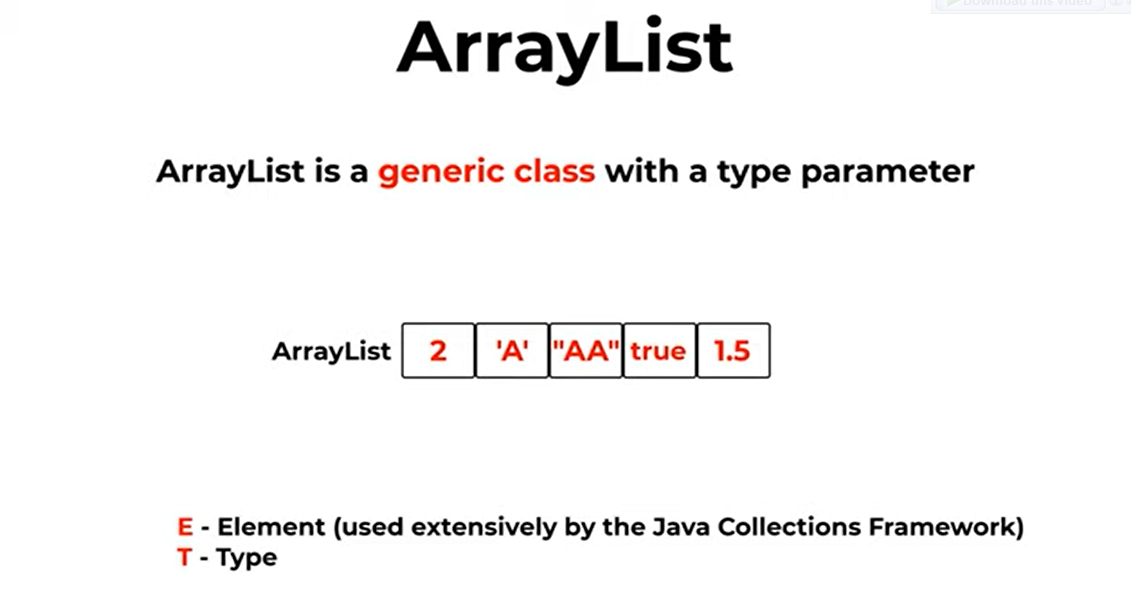 Download this video
ArrayList
ArrayList is a generic class with a type parameter
ArrayList 2 'A' "AA" true 1.5
E - Element (used extensively by the Java Collections Framework)
T - Type